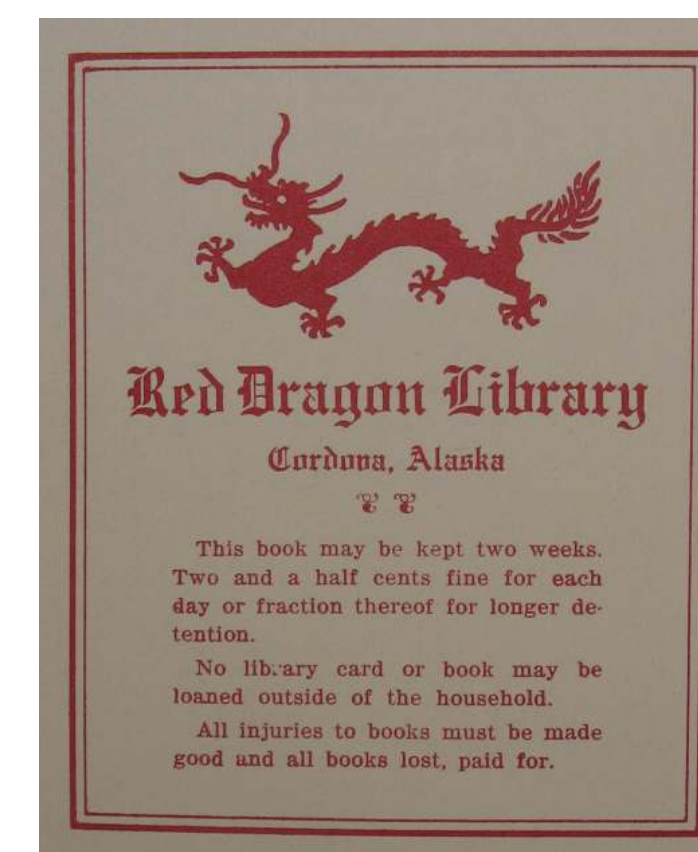 Red Dragon Library
Cordova, Alaska
This book may be kept two weeks.
Two and a half cents fine for each
day or fraction thereof for longer de-
tention.
No library card or book may be
loaned outside of the household.
All injuries to books must be made
good and all books lost, paid for.